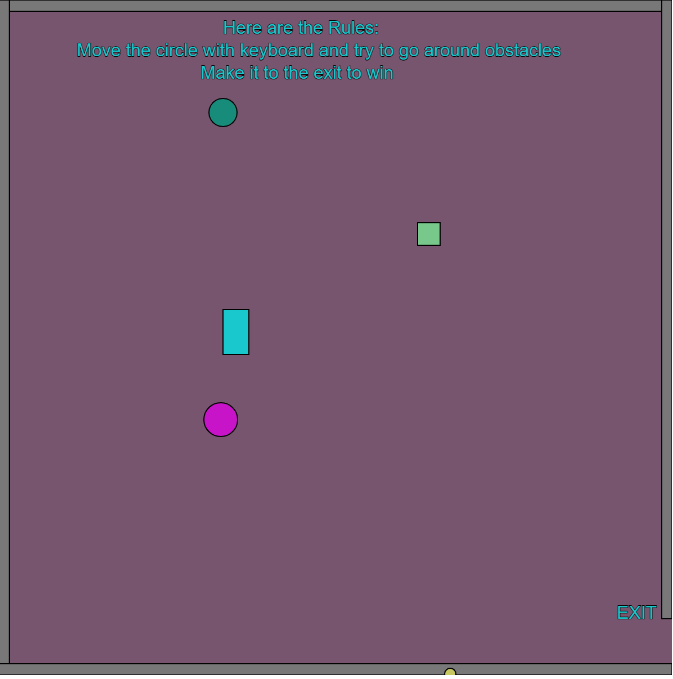 Here are the Rules:
Move the circle with keyboard and try to go around obstacles
Make it to the exit to win
EXIT